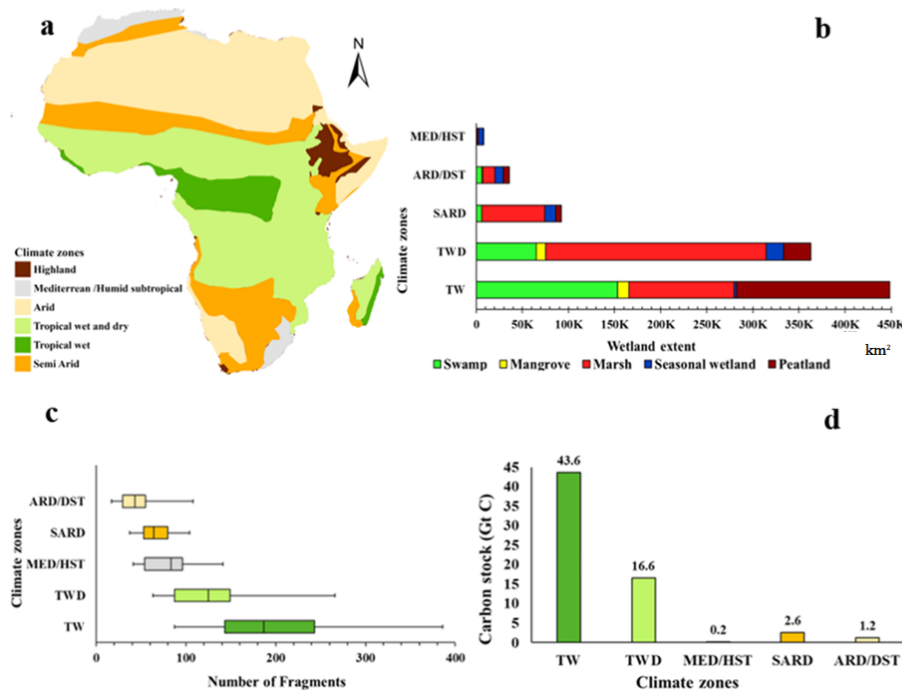 a
N
Climate zones
Highland
Mediterrean /Humid subtropical
Arid
Tropical wet and dry
Tropical wet
Semi Arid
b
Climate zones
MED/HST
ARD/DST
SARD
TWD
TW
0 50K 100K 150K 200K 250K 300K 350K 400K 450K
Wetland extent
km²
Swamp Mangrove Marsh Seasonal wetland Peatland
c
Climate zones
ARD/DST
SARD
MED/HST
TWD
TW
0 100 200 300 400
Number of Fragments
d
Carbon stock (Gt C)
45
40
35
30
25
20
15
10
5
0
43.6
16.6
0.2
2.6
1.2
TW TWD MED/HST SARD ARD/DST
Climate zones